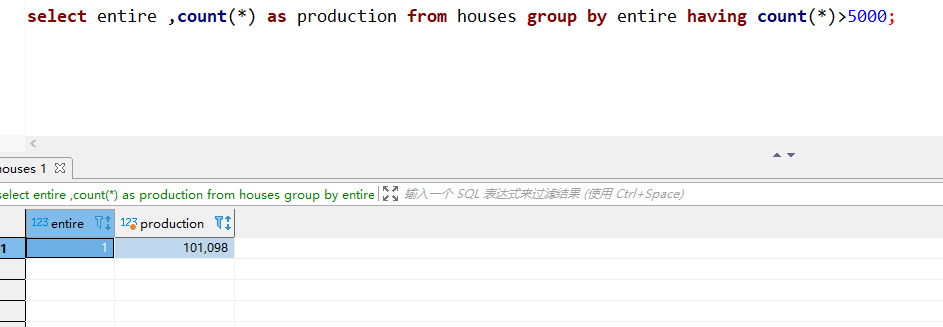 select entire ,count(*) as production from houses group by entire having count(*)>5000;
houses 1
select entire ,count(*) as production from houses group by entire
输入一个 SQL 表达式来过滤结果 (使用 Ctrl+Space)
123 entire 123 production
1 1 101,098